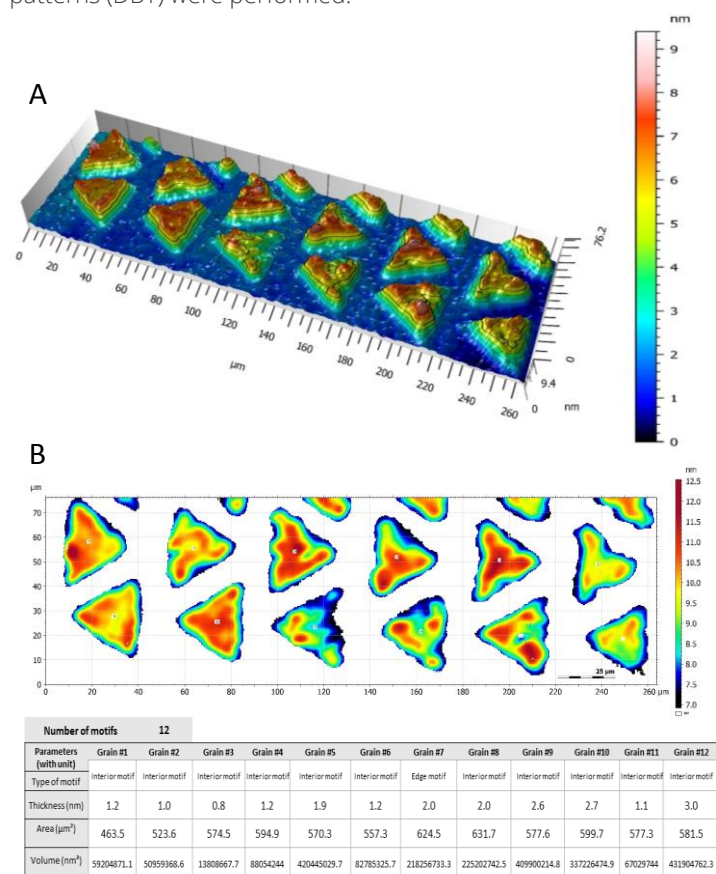 patterns (DDT) were performed.
nm
9
8
7
6
5
4
3
2
1
0
A
76.2
0
0 20 40 60 80 100 120 140 160 180 200 220 240 260
µm
9.4
0 nm
B
µm
nm
70
60
50
40
30
20
10
0
0 20 40 60 80 100 120 140 160 180 200 220 240 260 µm
25 µm
12.5
12.0
11.5
11.0
10.5
10.0
9.5
9.0
8.5
8.0
7.5
7.0
Number of motifs 12
Parameters (with unit) Grain #1 Grain #2 Grain #3 Grain #4 Grain #5 Grain #6 Grain #7 Grain #8 Grain #9 Grain #10 Grain #11 Grain #12
Type of motif Interior motif Interior motif Interior motif Interior motif Interior motif Interior motif Edge motif Interior motif Interior motif Interior motif Interior motif Interior motif
Thickness (nm) 1.2 1.0 0.8 1.2 1.9 1.2 2.0 2.0 2.6 2.7 1.1 3.0
Area (µm²) 463.5 523.6 574.5 594.9 570.3 557.3 624.5 631.7 577.6 599.7 577.3 581.5
Volume (nm³) 59204871.1 50959368.6 13808667.7 88054244 420445029.7 82785325.7 218256733.3 225202742.5 409900214.8 337226474.9 67029744 431904762.3